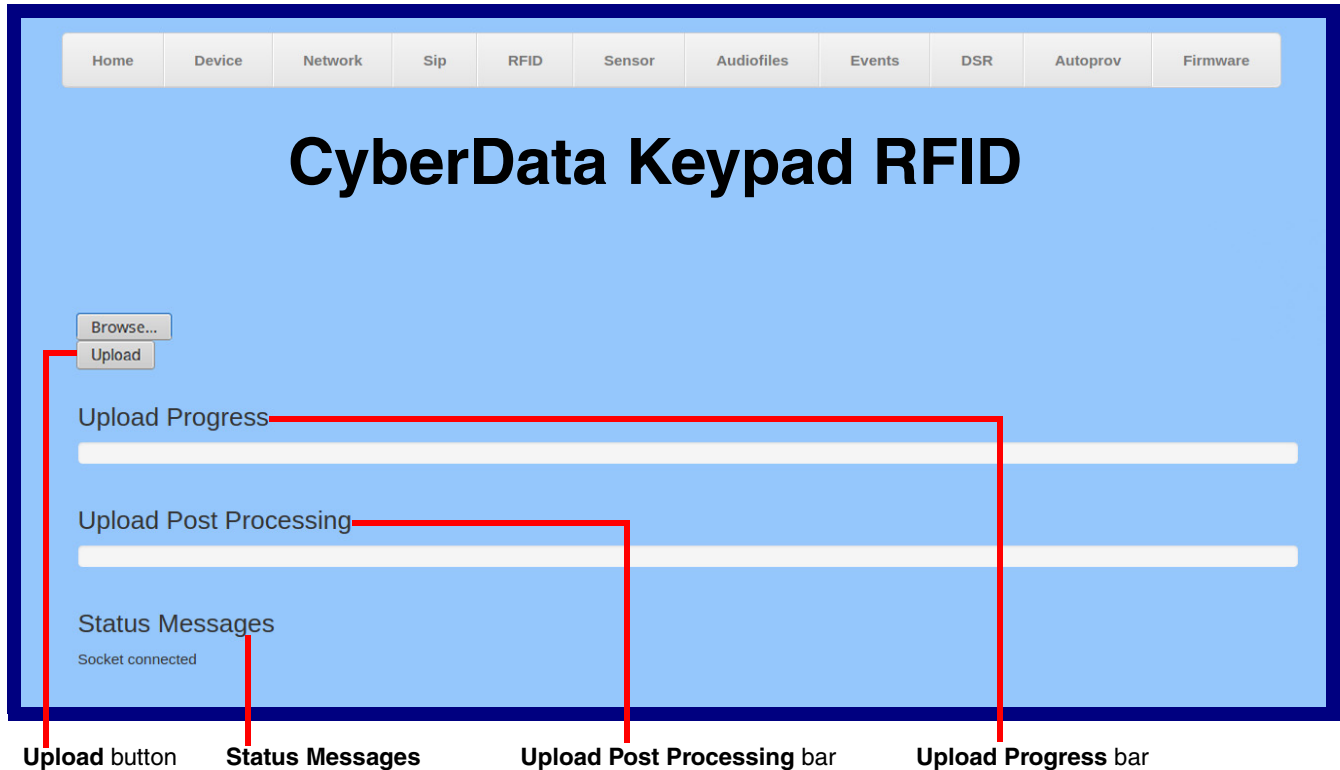 Home Device Network Sip RFID Sensor Audiofiles Events DSR Autoprov Firmware
CyberData Keypad RFID
Browse...
Upload
Upload Progress
Upload Post Processing
Status Messages
Socket connected
Upload button Status Messages Upload Post Processing bar Upload Progress bar